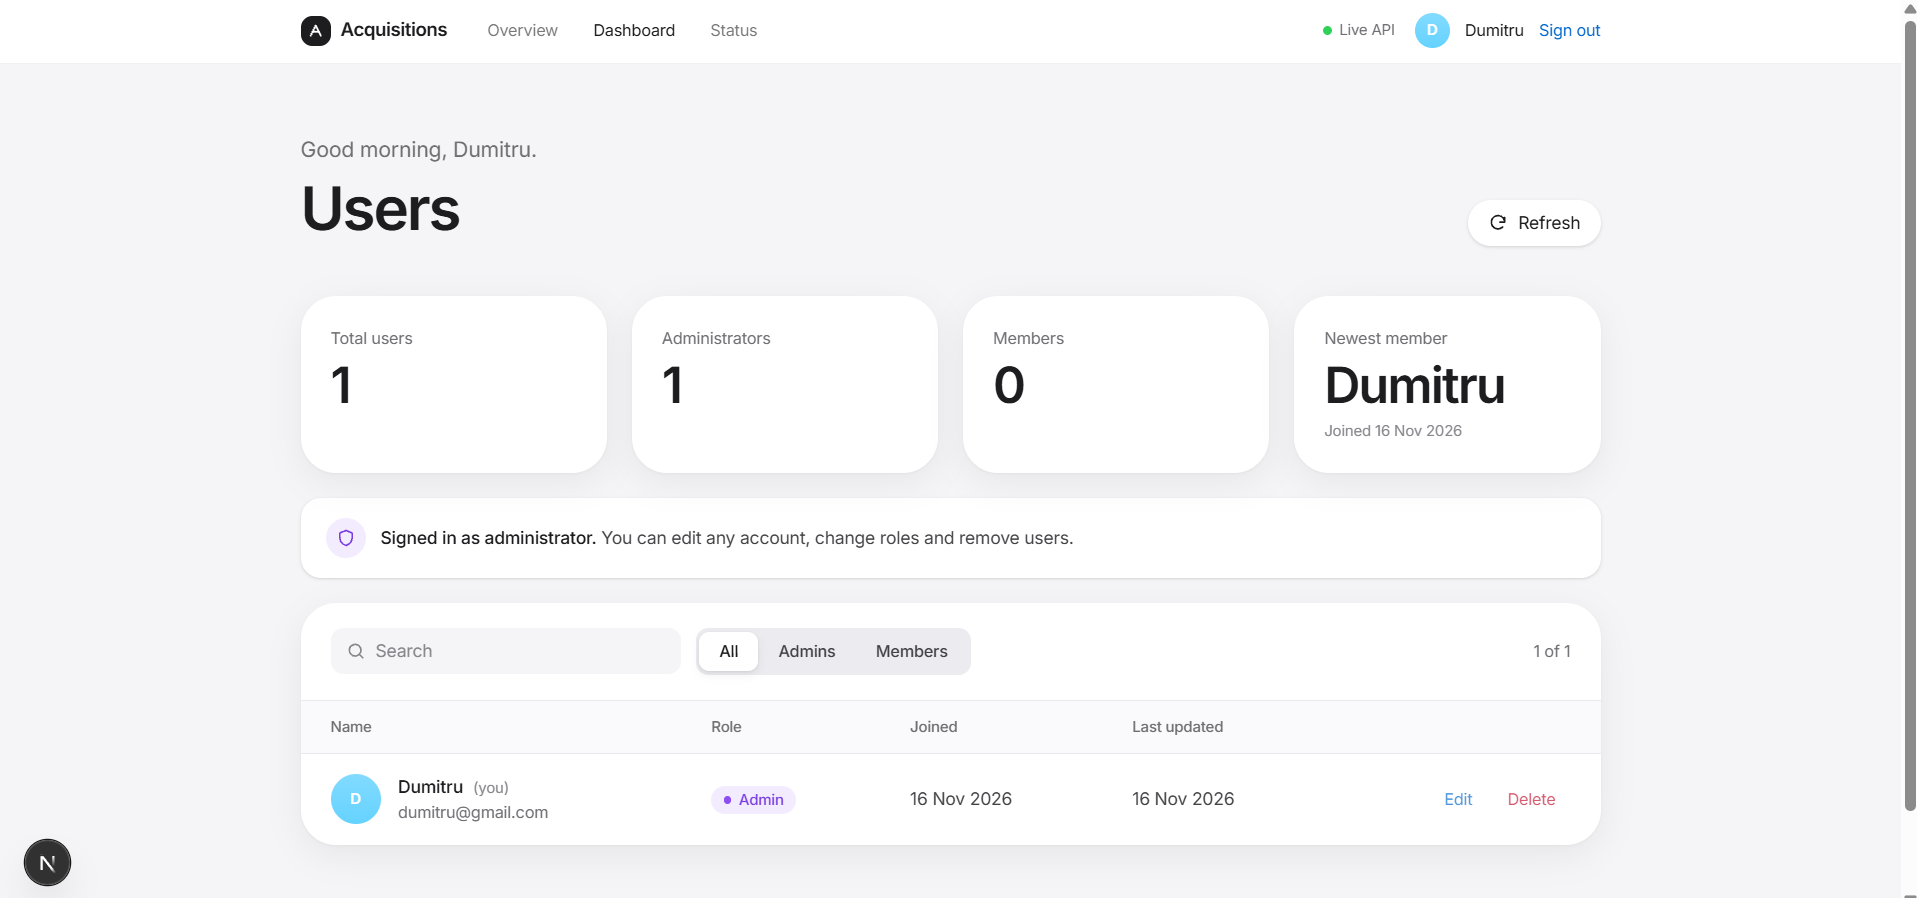 A Acquisitions Overview Dashboard Status Live API D Dumitru Sign out
Good morning, Dumitru.
Users
Refresh
Total users
1
Administrators
1
Members
0
Newest member
Dumitru
Joined 16 Nov 2026
Signed in as administrator. You can edit any account, change roles and remove users.
Search All Admins Members 1 of 1
Name Role Joined Last updated
D Dumitru (you)
dumitru@gmail.com
Admin 16 Nov 2026 16 Nov 2026 Edit Delete
N